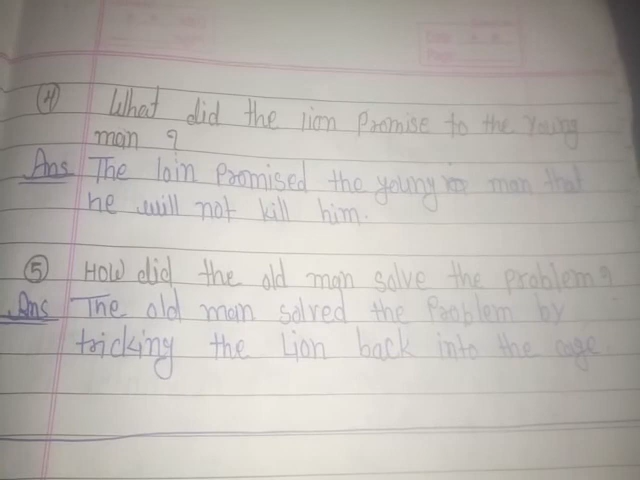 ④ What did the lion Promise to the Young
man ?
Ans The loin Promised the young man that
he will not kill him.
⑤ How did the old man solve the problem?
Ans The old man solved the Problem by
tricking the Lion back into the cage.